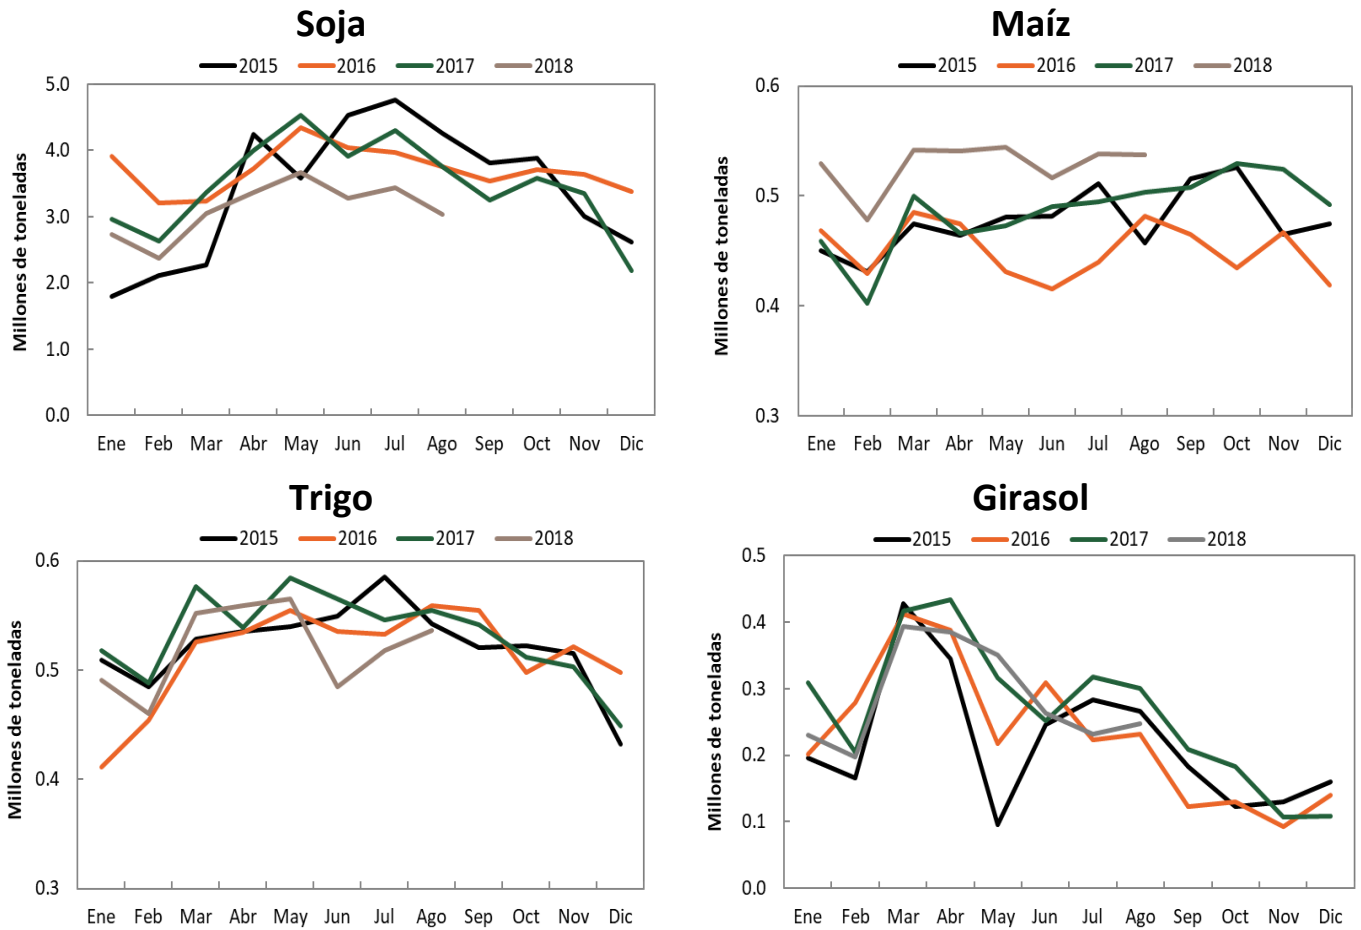 Soja
2015 2016 2017 2018
Millones de toneladas
5.0
4.0
3.0
2.0
1.0
0.0
Ene Feb Mar Abr May Jun Jul Ago Sep Oct Nov Dic
Maíz
2015 2016 2017 2018
Millones de toneladas
0.6
0.5
0.4
0.3
Ene Feb Mar Abr May Jun Jul Ago Sep Oct Nov Dic
Trigo
2015 2016 2017 2018
Millones de toneladas
0.6
0.5
0.4
0.3
Ene Feb Mar Abr May Jun Jul Ago Sep Oct Nov Dic
Girasol
2015 2016 2017 2018
Millones de toneladas
0.5
0.4
0.3
0.2
0.1
0.0
Ene Feb Mar Abr May Jun Jul Ago Sep Oct Nov Dic